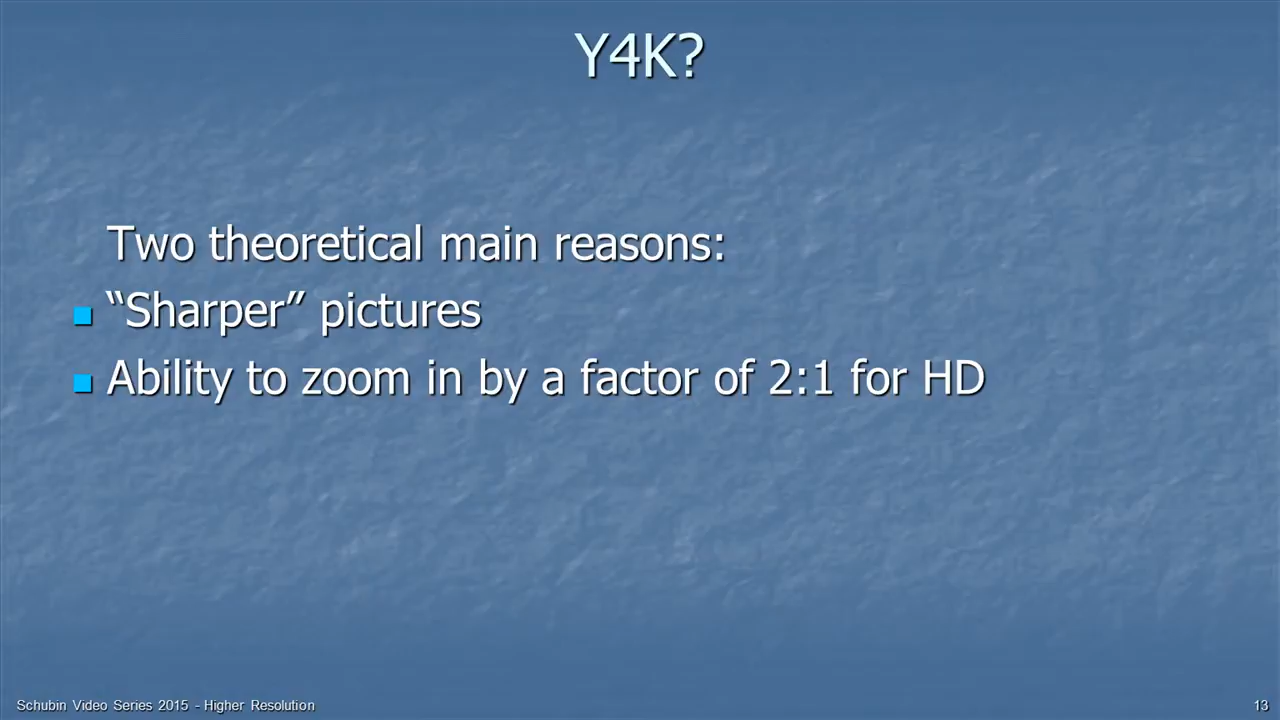 Y4K?
Two theoretical main reasons:
“Sharper” pictures
Ability to zoom in by a factor of 2:1 for HD
Schubin Video Series 2015 - Higher Resolution
13